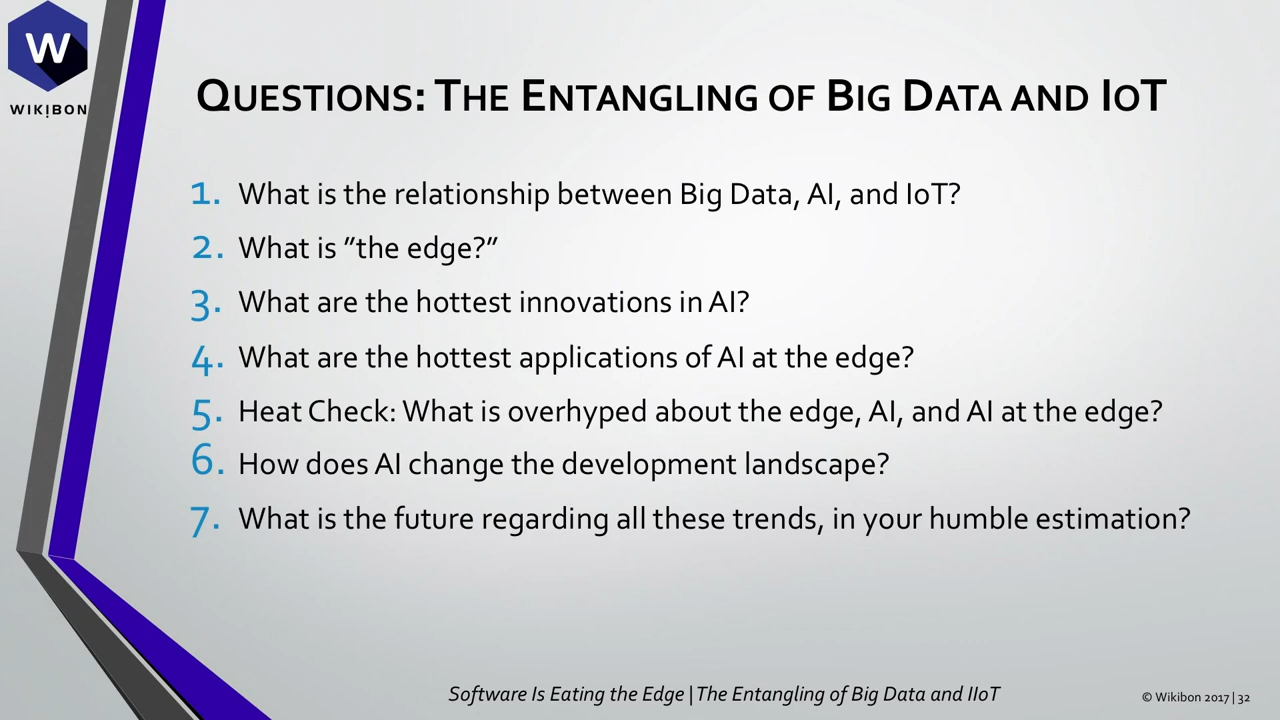 W
WIKIBON
QUESTIONS: THE ENTANGLING OF BIG DATA AND IOT
1. What is the relationship between Big Data, AI, and IoT?
2. What is ”the edge?”
3. What are the hottest innovations in AI?
4. What are the hottest applications of AI at the edge?
5. Heat Check: What is overhyped about the edge, AI, and AI at the edge?
6. How does AI change the development landscape?
7. What is the future regarding all these trends, in your humble estimation?
Software Is Eating the Edge | The Entangling of Big Data and IIoT
© Wikibon 2017 | 32